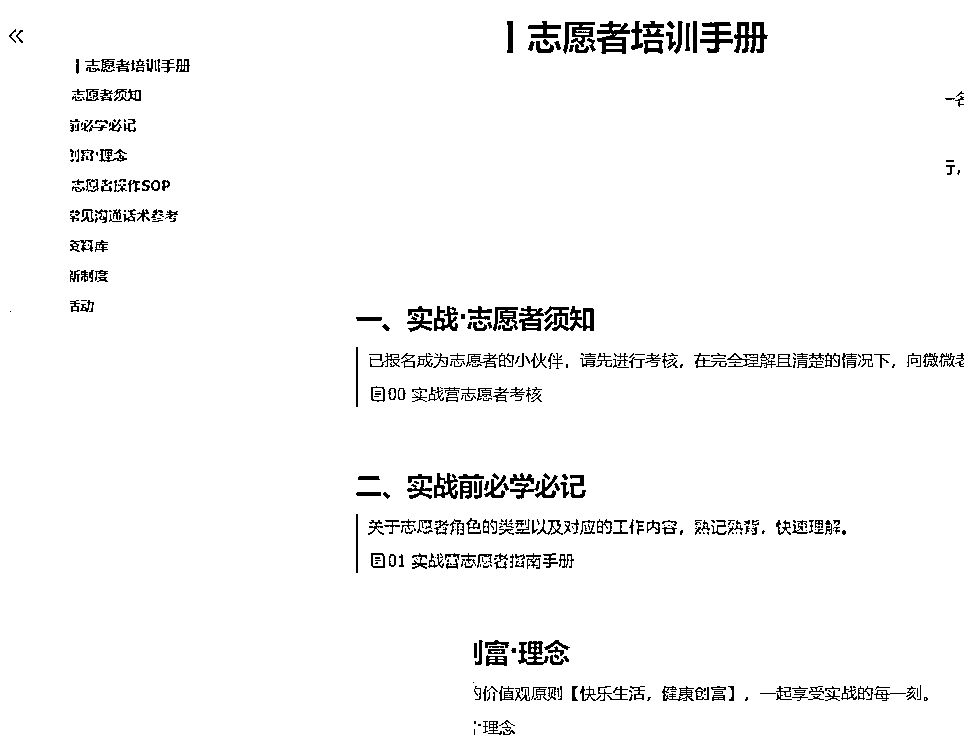 丨志愿者培训手册
丨志愿者培训手册
志愿者须知
前必学必记
创富·理念
志愿者操作SOP
常见沟通话术参考
资料库
新制度
活动
一名
行，
一、实战·志愿者须知
已报名成为志愿者的小伙伴，请先进行考核，在完全理解且清楚的情况下，向微微老
00 实战营志愿者考核
二、实战前必学必记
关于志愿者角色的类型以及对应的工作内容，熟记熟背，快速理解。
01 实战营志愿者指南手册
创富·理念
的价值观原则【快乐生活，健康创富】，一起享受实战的每一刻。
理念